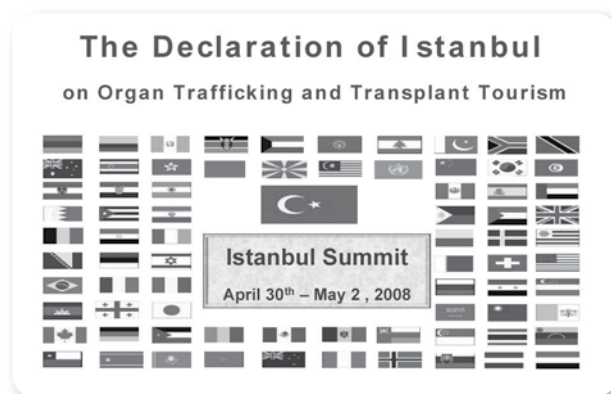 The Declaration of Istanbul
on Organ Trafficking and Transplant Tourism
Istanbul Summit
April 30th – May 2 , 2008